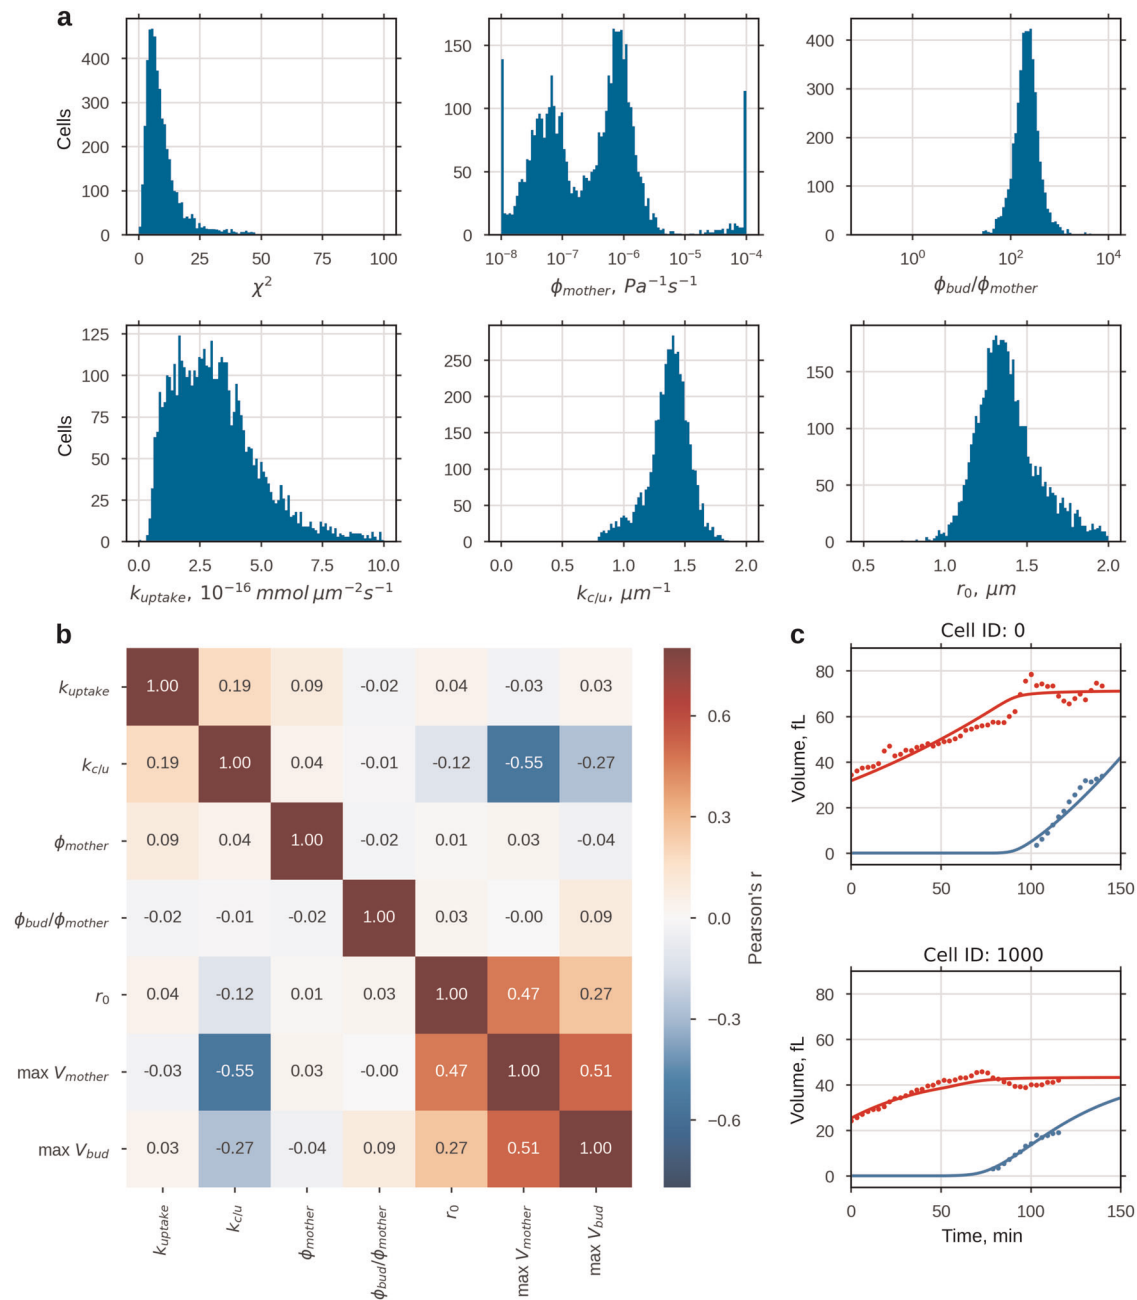 a
Cells
0
100
200
300
400
0
25
50
75
100
χ²
0
50
100
150
10⁻⁸
10⁻⁷
10⁻⁶
10⁻⁵
10⁻⁴
ϕmother, Pa⁻¹s⁻¹
0
100
200
300
400
10⁰
10²
10⁴
ϕbud/ϕmother
Cells
0
25
50
75
100
125
0.0
2.5
5.0
7.5
10.0
kuptake, 10⁻¹⁶ mmol μm⁻²s⁻¹
0
50
100
150
200
250
0.0
0.5
1.0
1.5
2.0
kc/u, μm⁻¹
0
50
100
150
0.5
1.0
1.5
2.0
r₀, μm
b
kuptake 1.00 0.19 0.09 -0.02 0.04 -0.03 0.03
kc/u 0.19 1.00 0.04 -0.01 -0.12 -0.55 -0.27
ϕmother 0.09 0.04 1.00 -0.02 0.01 0.03 -0.04
ϕbud/ϕmother -0.02 -0.01 -0.02 1.00 0.03 -0.00 0.09
r₀ 0.04 -0.12 0.01 0.03 1.00 0.47 0.27
max Vmother -0.03 -0.55 0.03 -0.00 0.47 1.00 0.51
max Vbud 0.03 -0.27 -0.04 0.09 0.27 0.51 1.00
kuptake
kc/u
ϕmother
ϕbud/ϕmother
r₀
max Vmother
max Vbud
0.6
0.3
0.0
−0.3
−0.6
Pearson's r
c
Cell ID: 0
Volume, fL
80
60
40
20
0
0
50
100
150
Cell ID: 1000
Volume, fL
80
60
40
20
0
0
50
100
150
Time, min